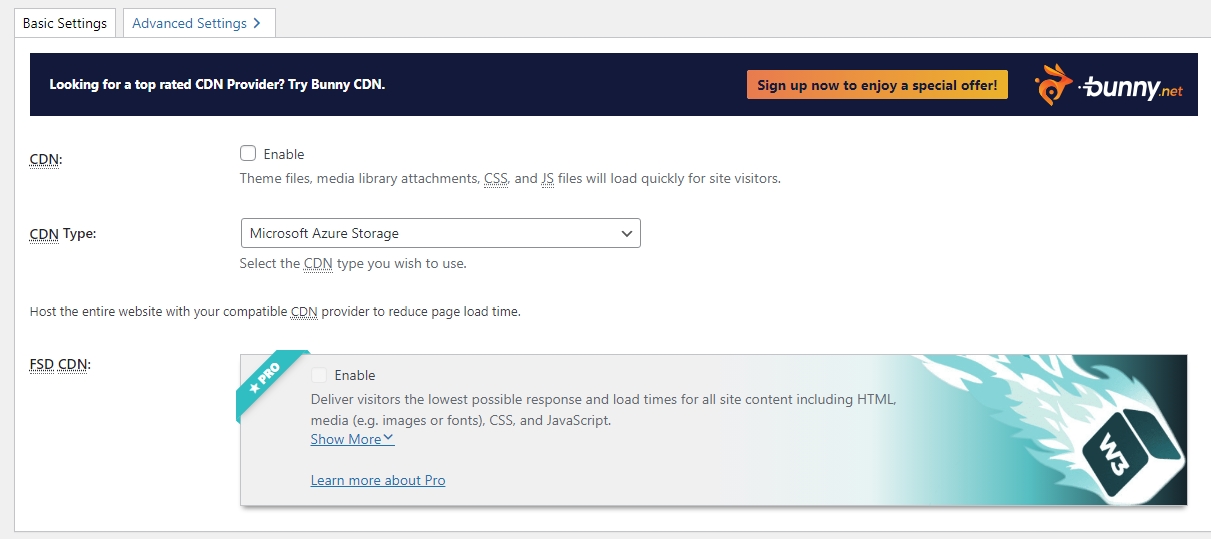 Basic Settings
Advanced Settings
Looking for a top rated CDN Provider? Try Bunny CDN.
Sign up now to enjoy a special offer!
bunny.net
CDN:
Enable
Theme files, media library attachments, CSS, and JS files will load quickly for site visitors.
CDN Type:
Microsoft Azure Storage
Select the CDN type you wish to use.
Host the entire website with your compatible CDN provider to reduce page load time.
FSD CDN:
PRO
Enable
Deliver visitors the lowest possible response and load times for all site content including HTML,
media (e.g. images or fonts), CSS, and JavaScript.
Show More
Learn more about Pro
W3